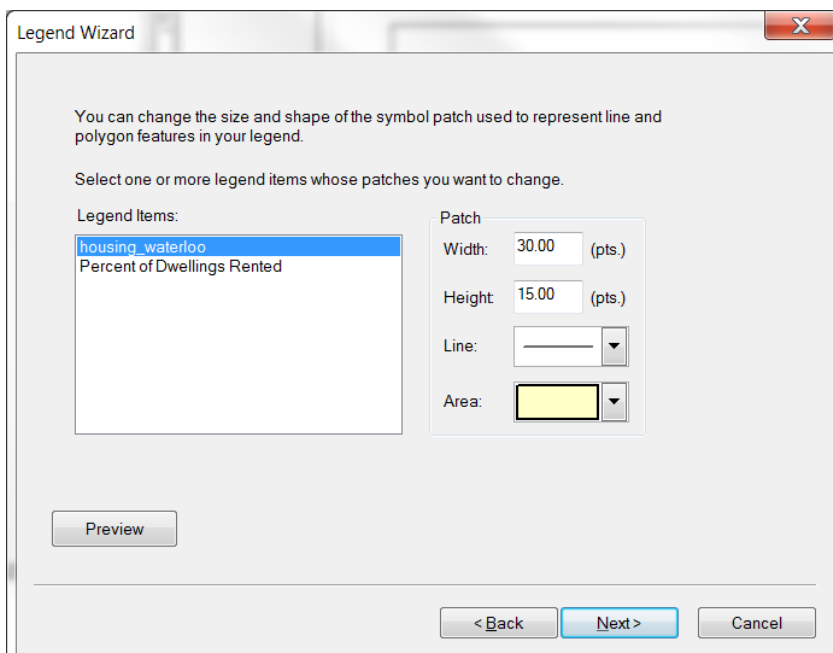 Legend Wizard
You can change the size and shape of the symbol patch used to represent line and
polygon features in your legend.
Select one or more legend items whose patches you want to change.
Legend Items:
housing_waterloo
Percent of Dwellings Rented
Patch
Width: 30.00 (pts.)
Height: 15.00 (pts.)
Line:
Area:
Preview
< Back Next > Cancel